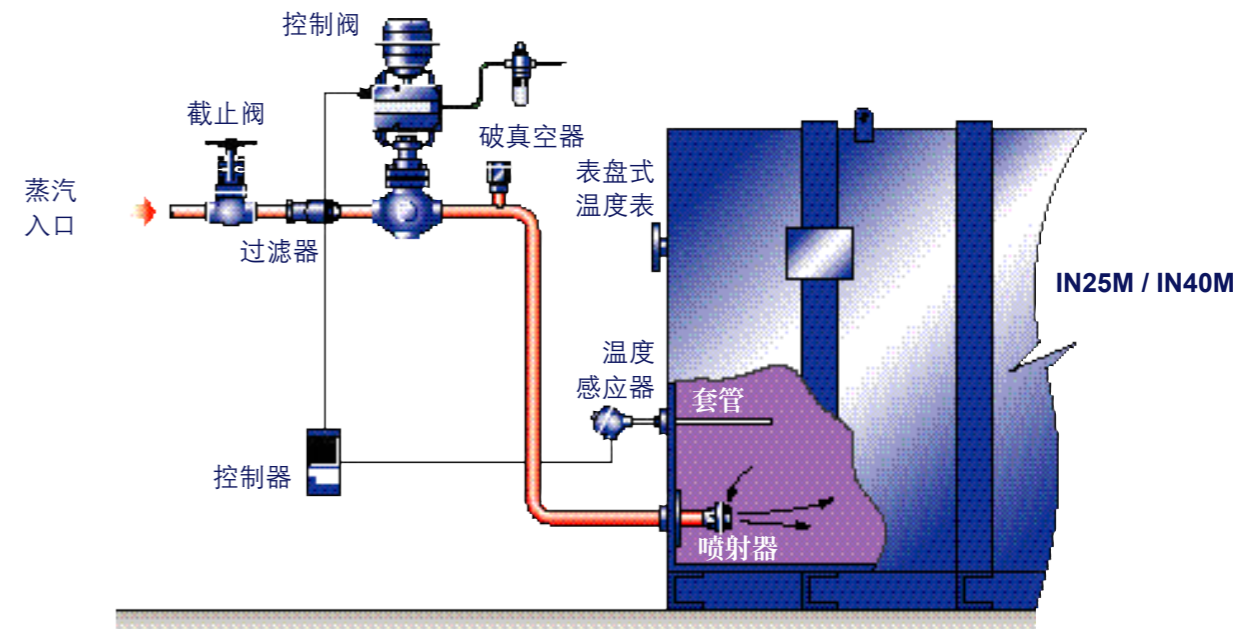 控制阀
截止阀
破真空器
蒸汽
入口
过滤器
表盘式
温度表
IN25M / IN40M
温度
感应器
套管
控制器
喷射器